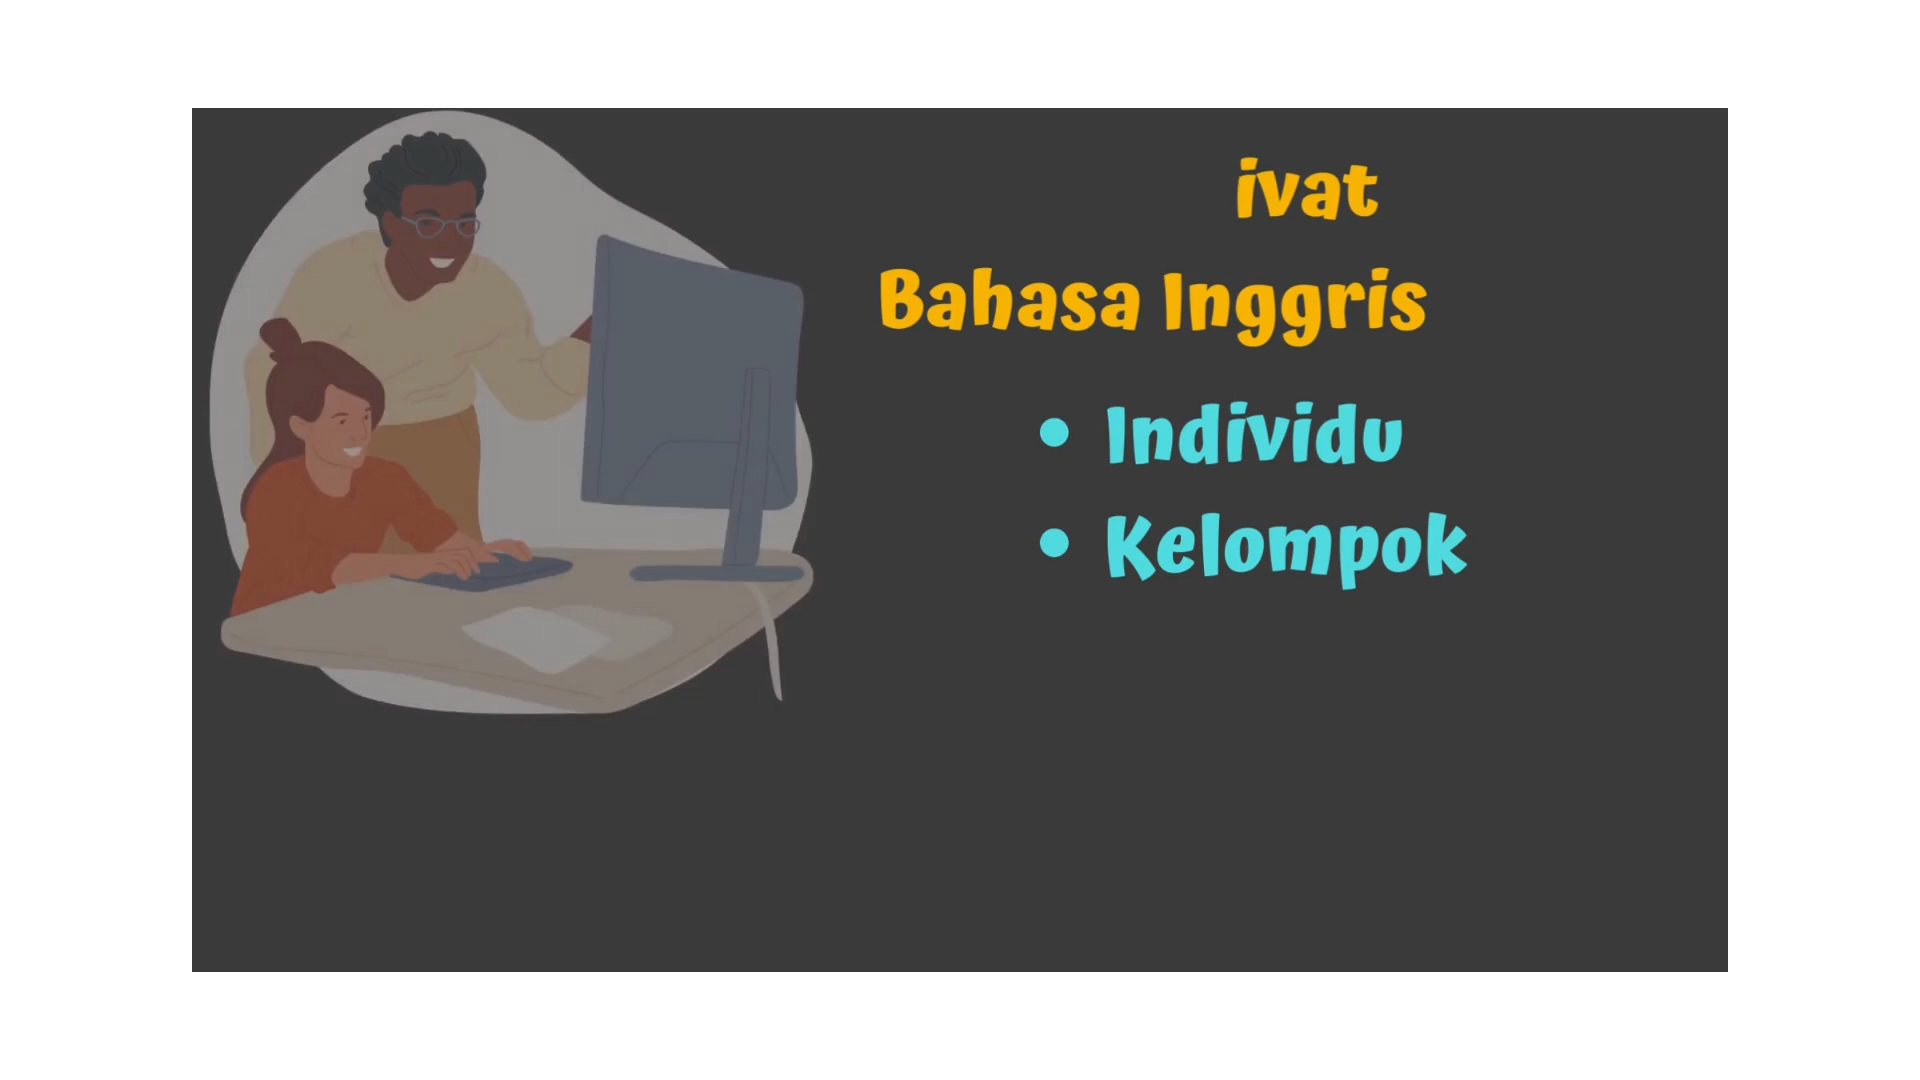 ivat
Bahasa Inggris
• Individu
• Kelompok